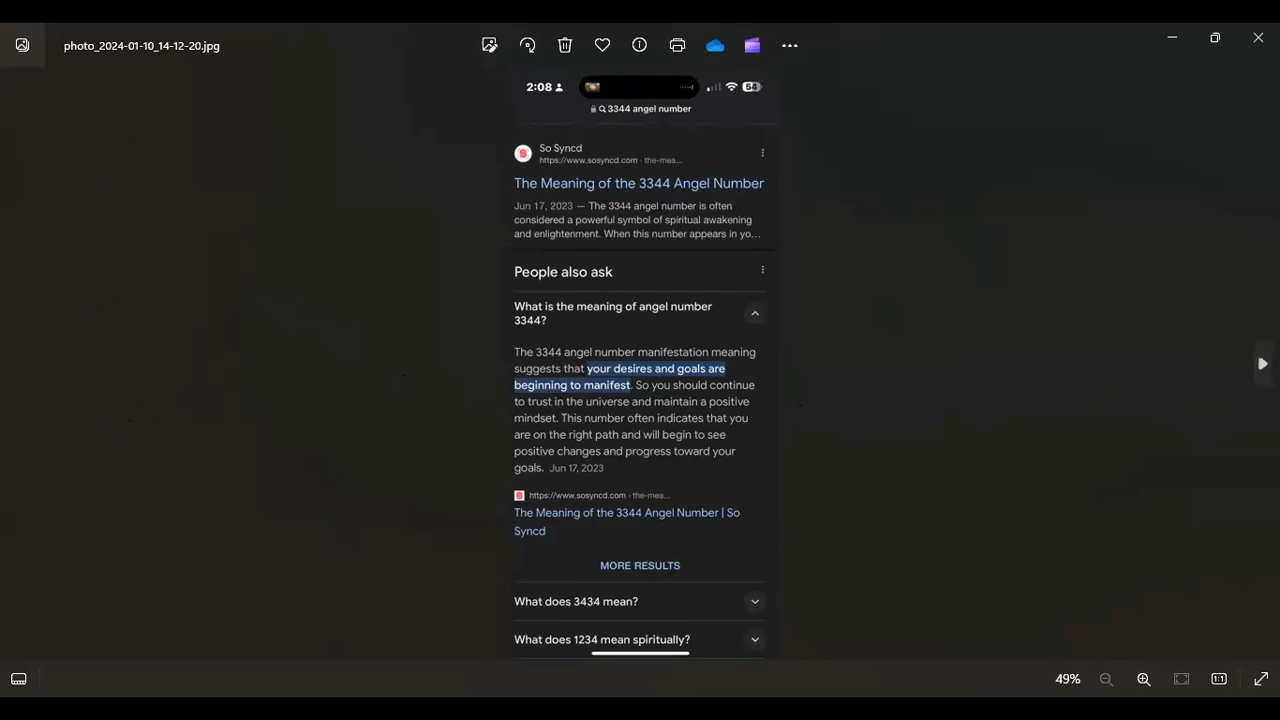 photo_2024-01-10_14-12-20.jpg
2:08
54
3344 angel number
So Syncd
https://www.sosyncd.com · the-mea...
The Meaning of the 3344 Angel Number
Jun 17, 2023 — The 3344 angel number is often
considered a powerful symbol of spiritual awakening
and enlightenment. When this number appears in yo...
People also ask
What is the meaning of angel number
3344?
The 3344 angel number manifestation meaning
suggests that your desires and goals are
beginning to manifest. So you should continue
to trust in the universe and maintain a positive
mindset. This number often indicates that you
are on the right path and will begin to see
positive changes and progress toward your
goals. Jun 17, 2023
https://www.sosyncd.com · the-mea...
The Meaning of the 3344 Angel Number | So
Syncd
MORE RESULTS
What does 3434 mean?
What does 1234 mean spiritually?
49%
1:1